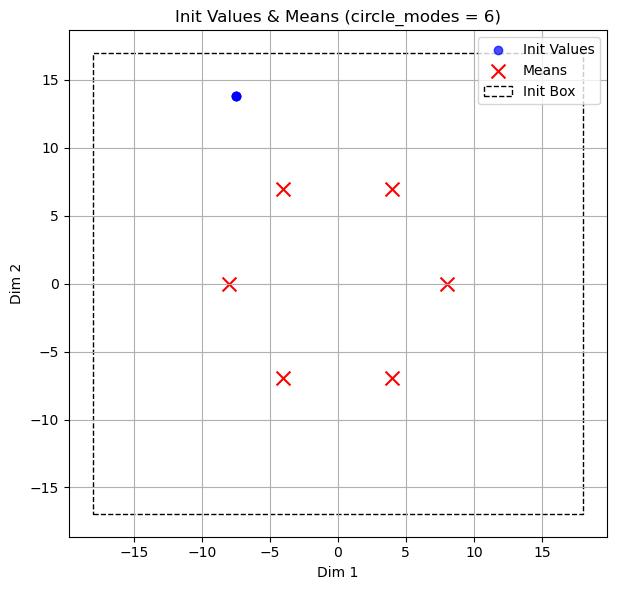 Init Values & Means (circle_modes = 6)
Init Values
Means
Init Box
Dim 2
15
10
5
0
−5
−10
−15
−15
−10
−5
0
5
10
15
Dim 1